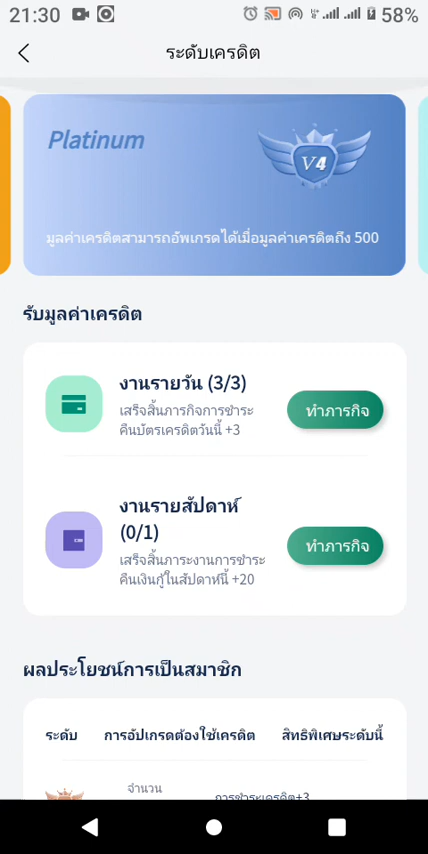 21:30
58%
ระดับเครดิต
Platinum
V4
มูลค่าเครดิตสามารถอัพเกรดได้เมื่อมูลค่าเครดิตถึง 500
รับมูลค่าเครดิต
งานรายวัน (3/3)
เสร็จสิ้นภารกิจการชำระ
คืนบัตรเครดิตวันนี้ +3
ทำภารกิจ
งานรายสัปดาห์
(0/1)
เสร็จสิ้นภาระงานการชำระ
คืนเงินกู้ในสัปดาห์นี้ +20
ทำภารกิจ
ผลประโยชน์การเป็นสมาชิก
ระดับ การอัปเกรดต้องใช้เครดิต สิทธิพิเศษระดับนี้
จำนวน
การชำระเครดิต+3